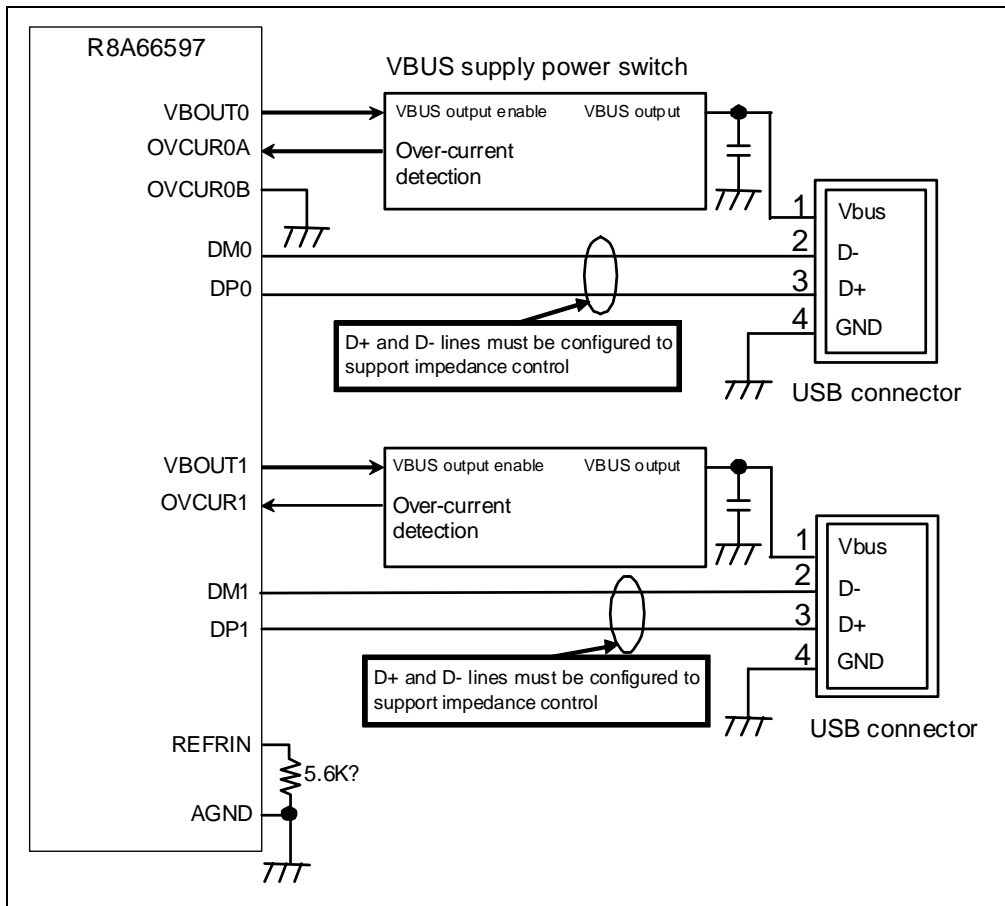 R8A66597
VBUS supply power switch
VBOUT0
VBUS output enable
VBUS output
OVCUR0A
Over-current
detection
OVCUR0B
1
Vbus
DM0
2
D-
DP0
3
D+
4
GND
D+ and D- lines must be configured to
support impedance control
USB connector
VBOUT1
VBUS output enable
VBUS output
OVCUR1
Over-current
detection
1
Vbus
DM1
2
D-
DP1
3
D+
4
GND
D+ and D- lines must be configured to
support impedance control
USB connector
REFRIN
5.6K?
AGND